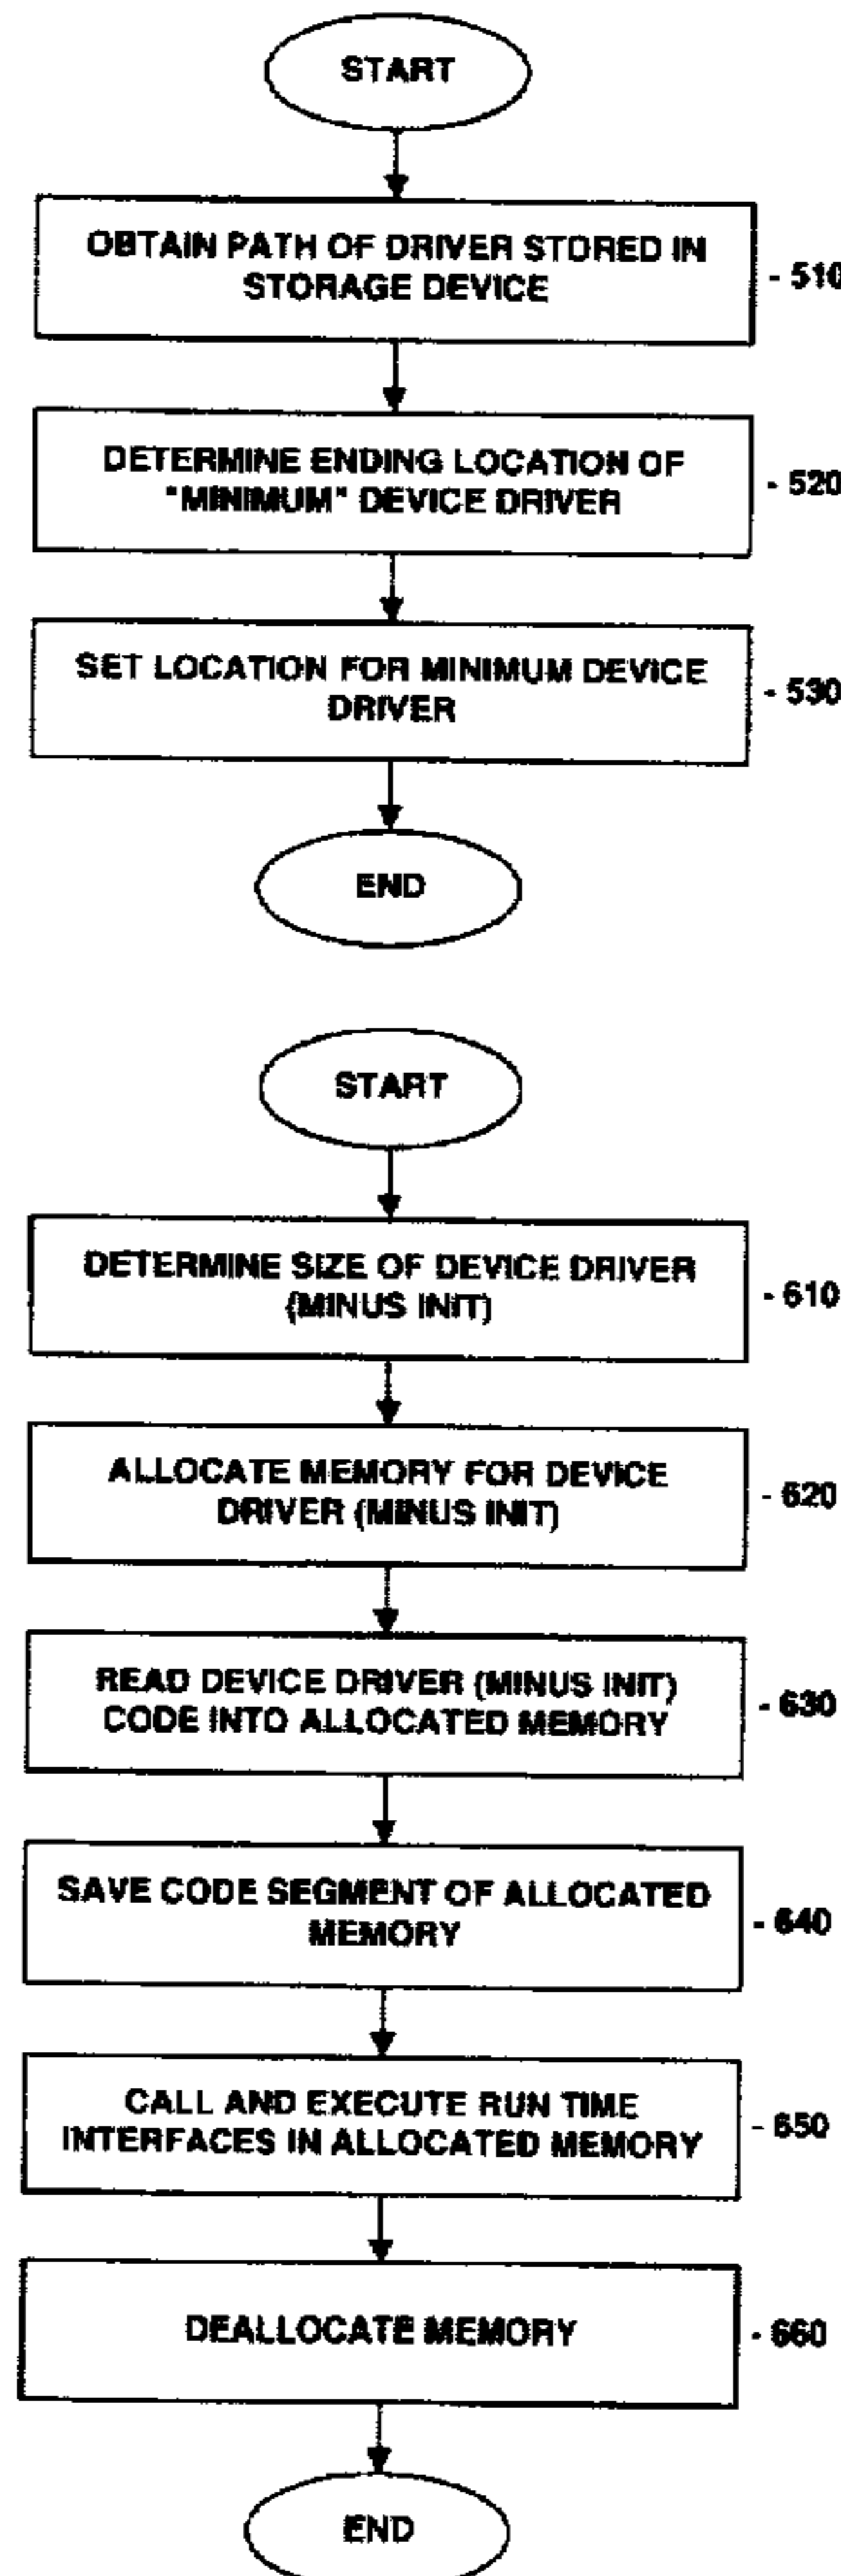 START
OBTAIN PATH OF DRIVER STORED IN
STORAGE DEVICE
- 510
DETERMINE ENDING LOCATION OF
"MINIMUM" DEVICE DRIVER
- 520
SET LOCATION FOR MINIMUM DEVICE
DRIVER
- 530
END
START
DETERMINE SIZE OF DEVICE DRIVER
(MINUS INIT)
- 610
ALLOCATE MEMORY FOR DEVICE
DRIVER (MINUS INIT)
- 620
READ DEVICE DRIVER (MINUS INIT)
CODE INTO ALLOCATED MEMORY
- 630
SAVE CODE SEGMENT OF ALLOCATED
MEMORY
- 640
CALL AND EXECUTE RUN TIME
INTERFACES IN ALLOCATED MEMORY
- 650
DEALLOCATE MEMORY
- 660
END